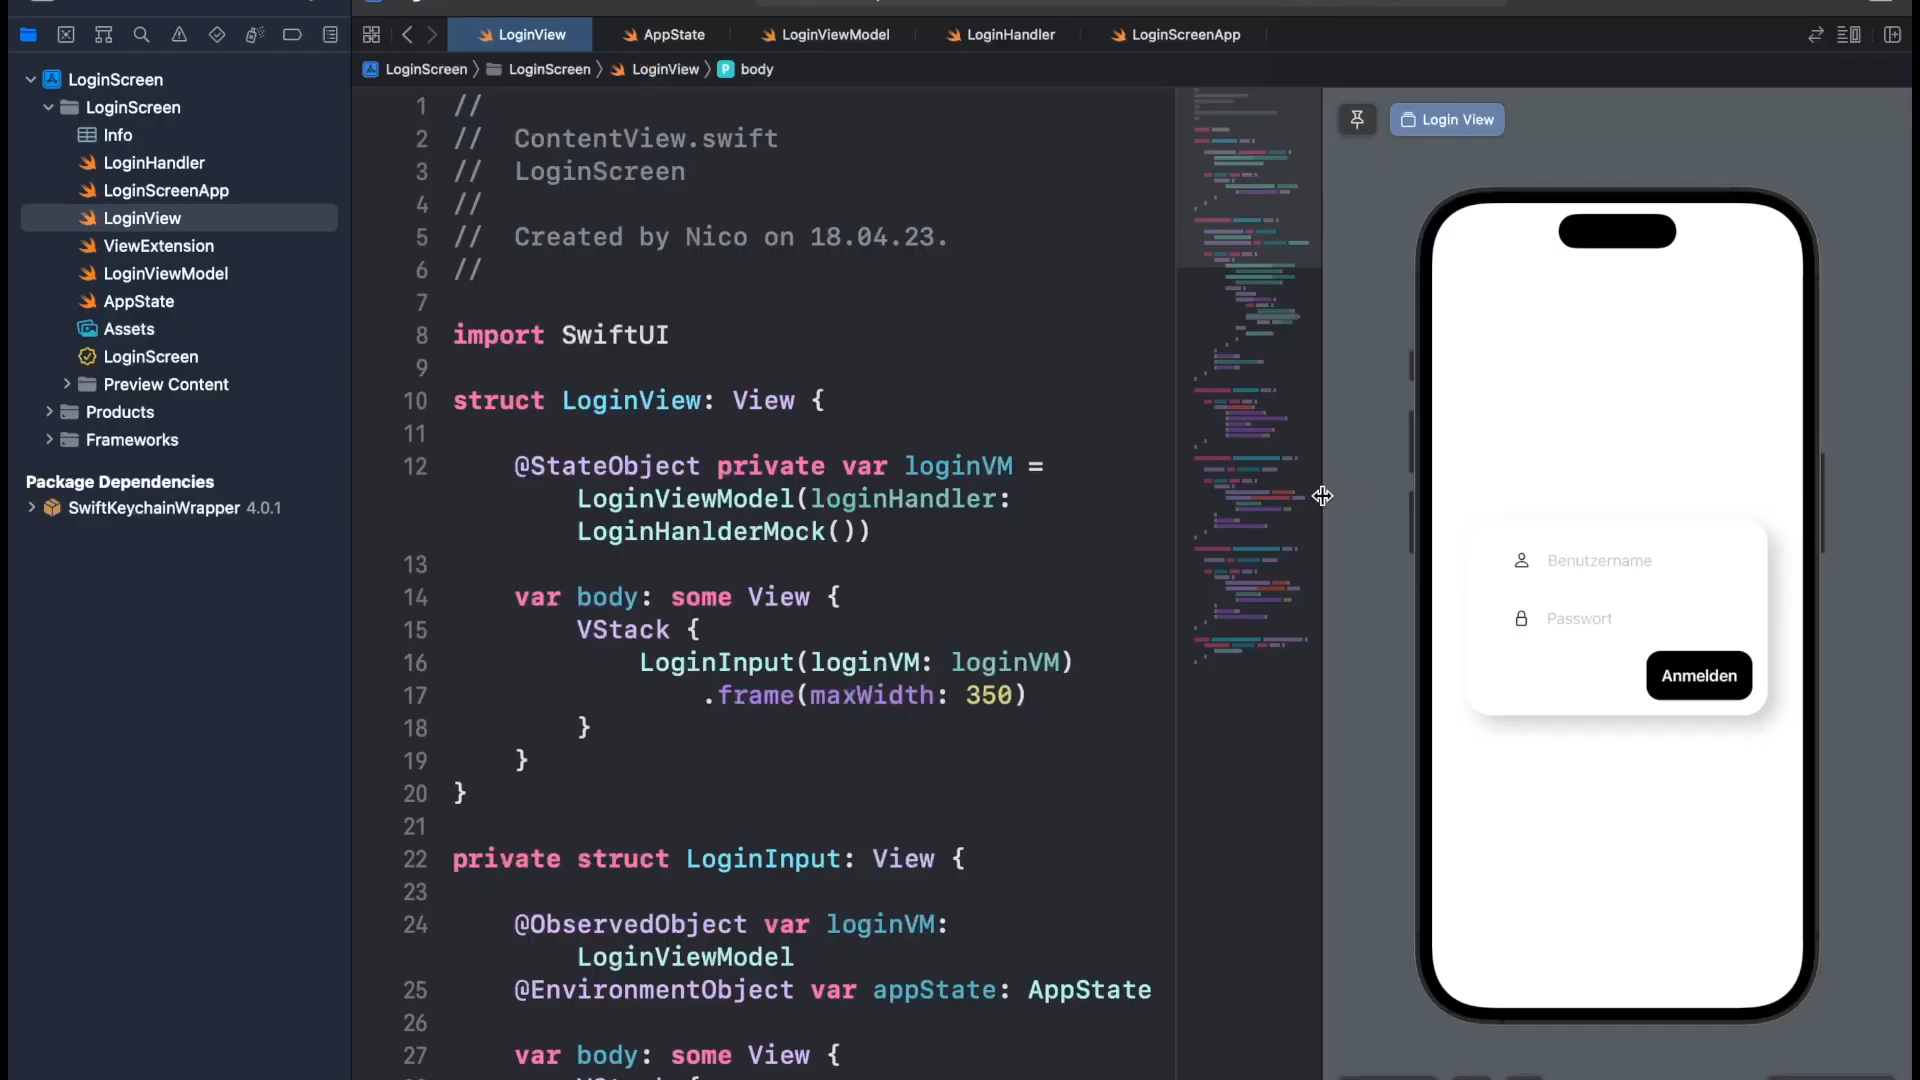 LoginView
AppState
LoginViewModel
LoginHandler
LoginScreenApp
LoginScreen
LoginScreen
LoginView
body
LoginScreen
LoginScreen
Info
LoginHandler
LoginScreenApp
LoginView
ViewExtension
LoginViewModel
AppState
Assets
LoginScreen
Preview Content
Products
Frameworks
Package Dependencies
SwiftKeychainWrapper 4.0.1
1 //
2 // ContentView.swift
3 // LoginScreen
4 //
5 // Created by Nico on 18.04.23.
6 //
7
8 import SwiftUI
9
10 struct LoginView: View {
11
12 @StateObject private var loginVM =
LoginViewModel(loginHandler:
LoginHanlderMock())
13
14 var body: some View {
15 VStack {
16 LoginInput(loginVM: loginVM)
17 .frame(maxWidth: 350)
18 }
19 }
20 }
21
22 private struct LoginInput: View {
23
24 @ObservedObject var loginVM:
LoginViewModel
25 @EnvironmentObject var appState: AppState
26
27 var body: some View {
Login View
Benutzername
Passwort
Anmelden